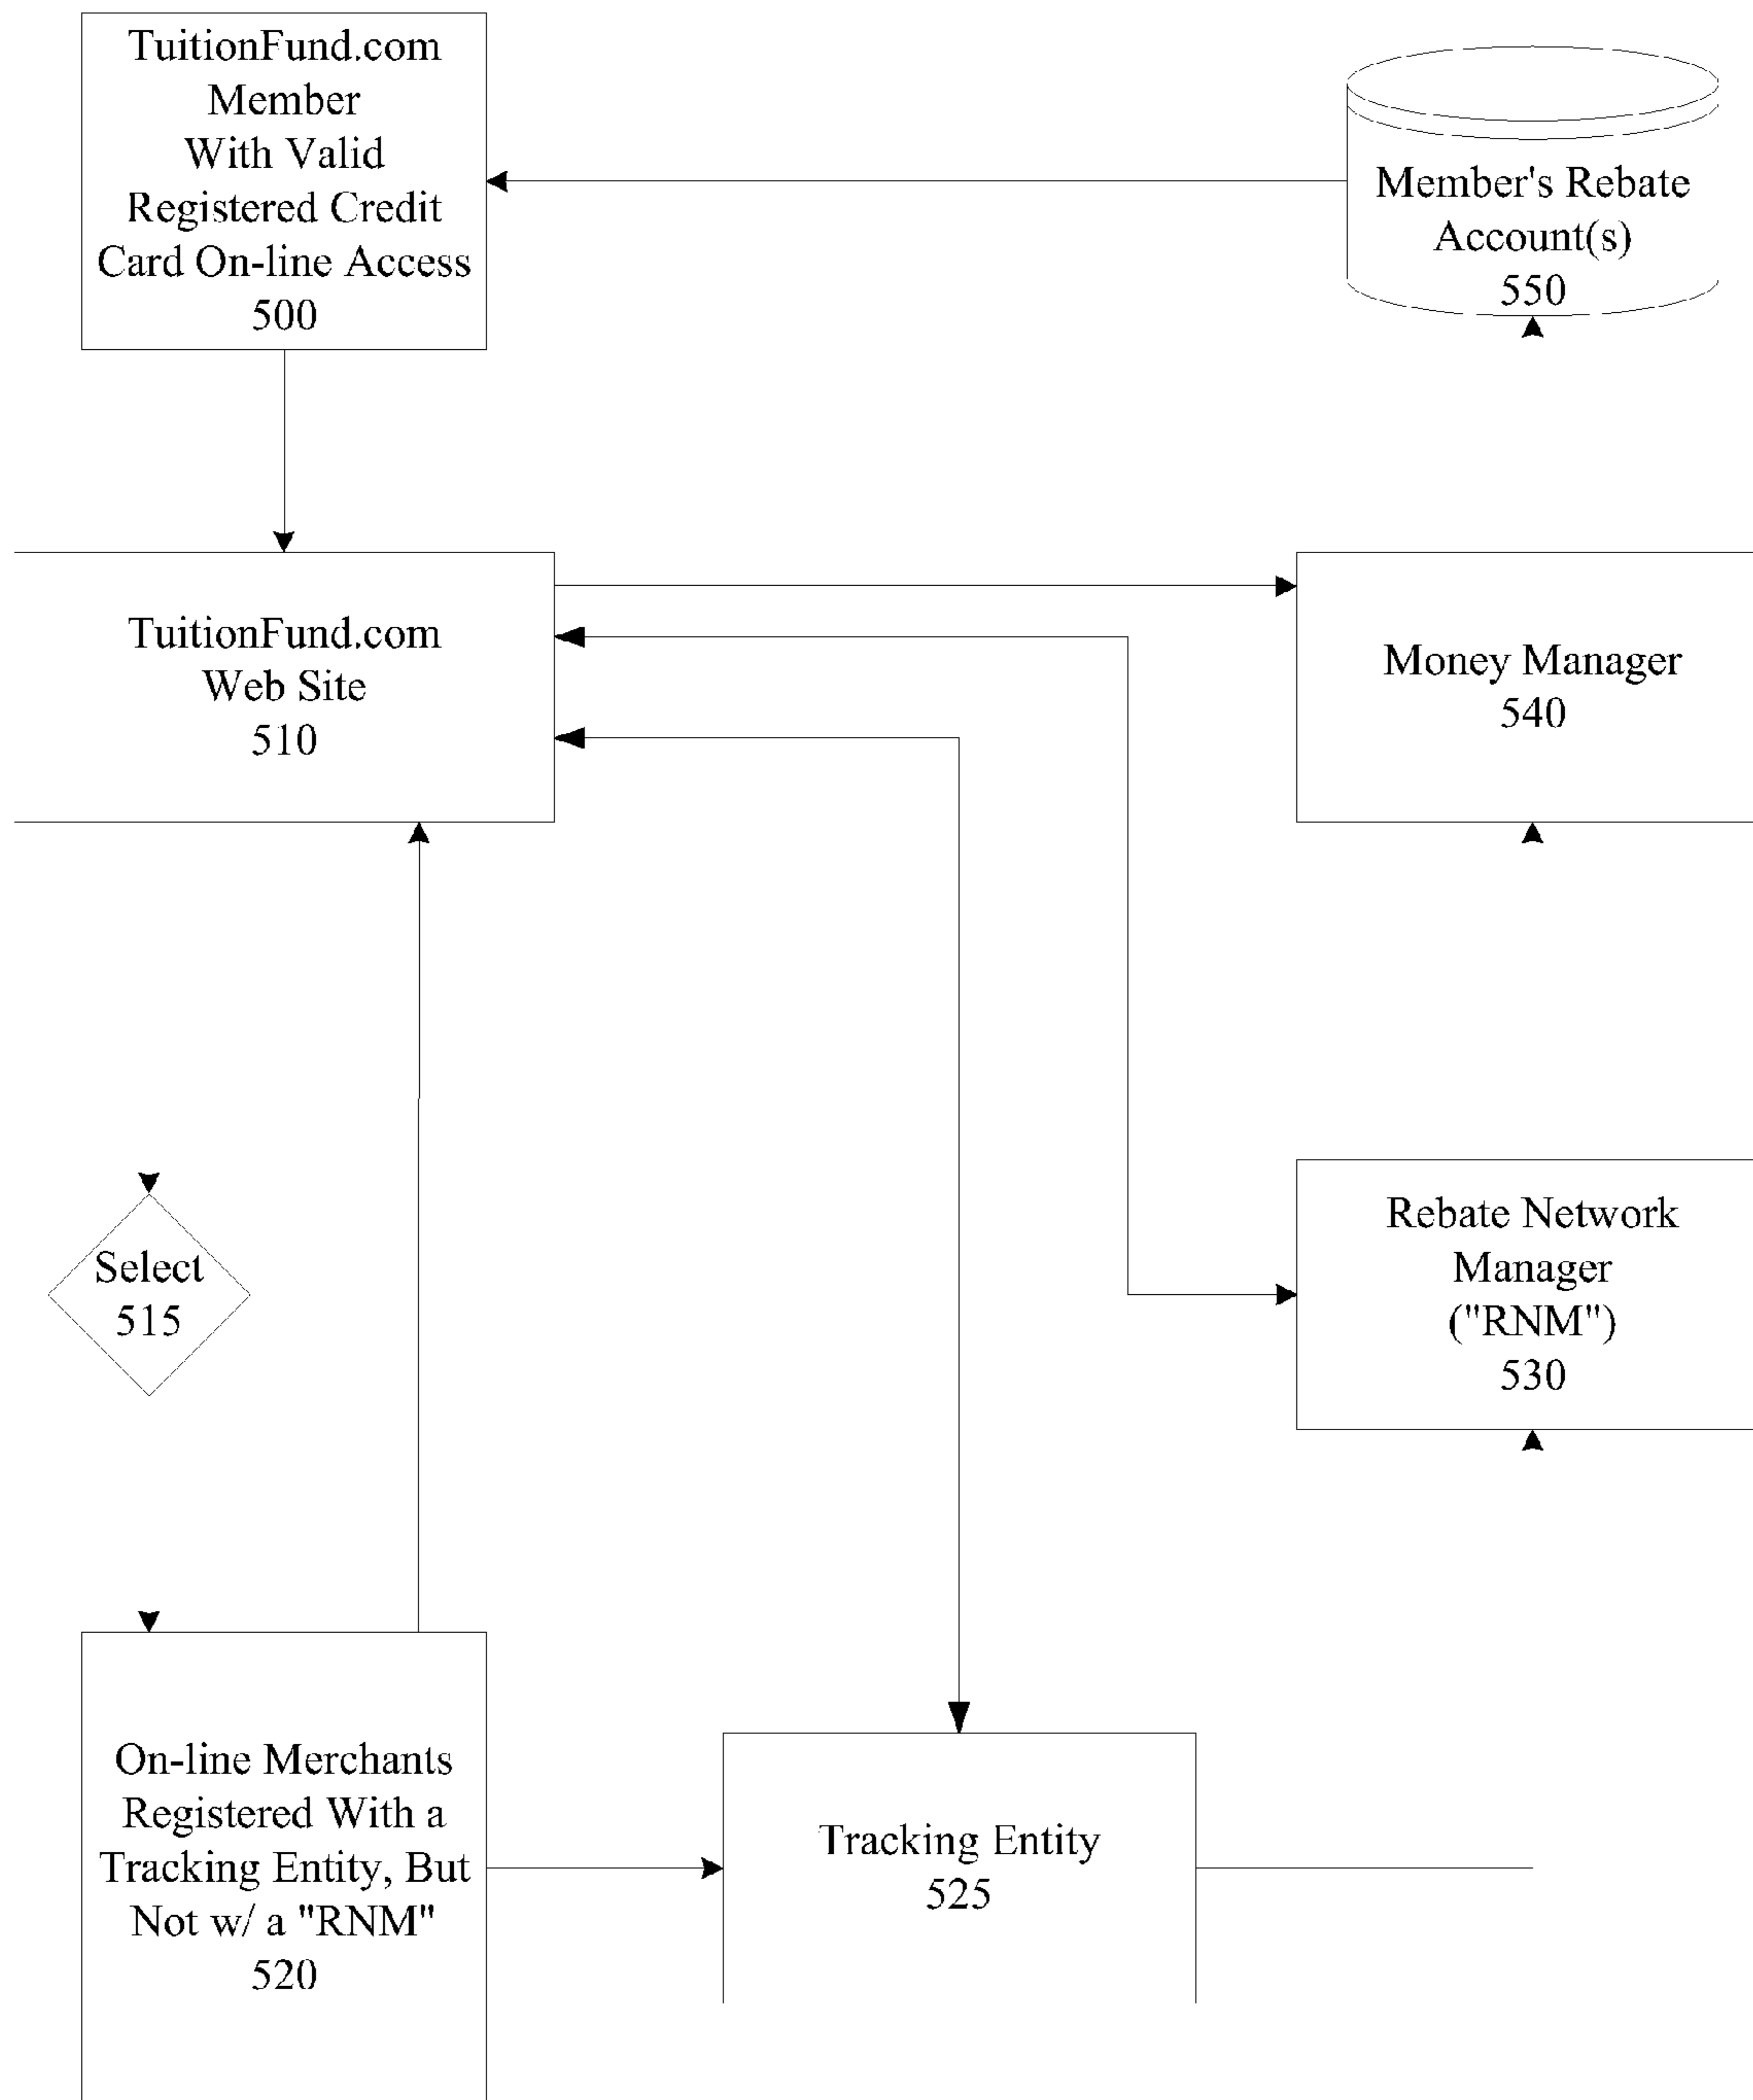 TuitionFund.com
Member
With Valid
Registered Credit
Card On-line Access
500
Member's Rebate
Account(s)
550
TuitionFund.com
Web Site
510
Money Manager
540
Select
515
Rebate Network
Manager
("RNM")
530
On-line Merchants
Registered With a
Tracking Entity, But
Not w/ a "RNM"
520
Tracking Entity
525